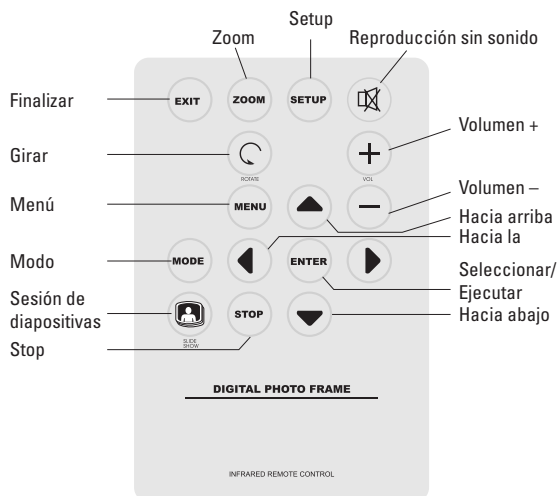 Setup
Zoom
Reproducción sin sonido
Finalizar
EXIT
ZOOM
SETUP
Volumen +
Girar
ROTATE
VOL
Volumen –
Menú
MENU
Hacia arriba
Hacia la
Modo
MODE
ENTER
Seleccionar/
Ejecutar
Sesión de
diapositivas
STOP
Hacia abajo
SLIDE
SHOW
Stop
DIGITAL PHOTO FRAME
INFRARED REMOTE CONTROL